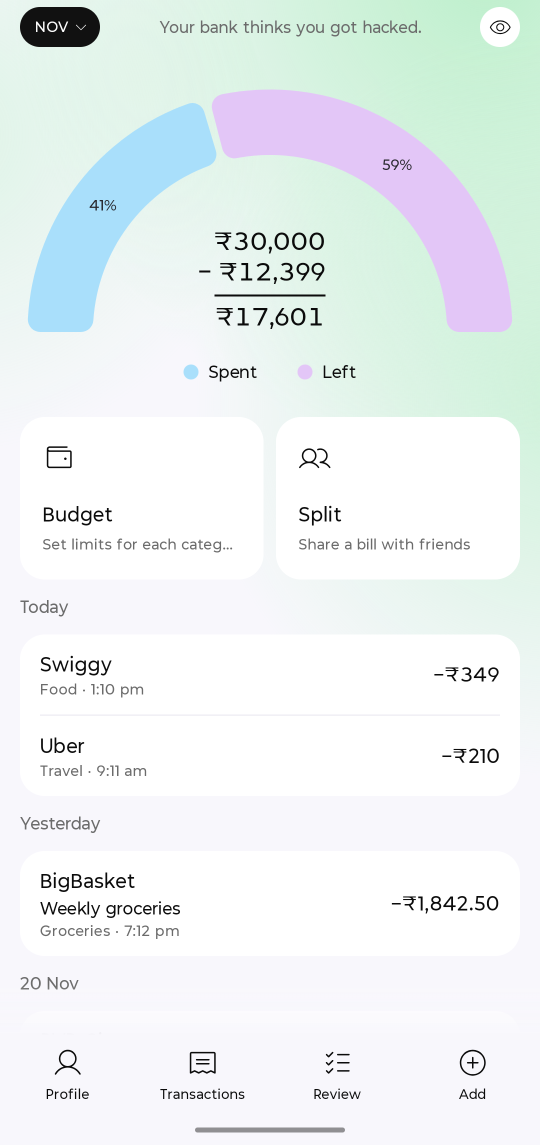 NOV
Your bank thinks you got hacked.
41%
59%
₹30,000
- ₹12,399
₹17,601
Spent
Left
Budget
Set limits for each categ...
Split
Share a bill with friends
Today
Swiggy
Food · 1:10 pm
-₹349
Uber
Travel · 9:11 am
-₹210
Yesterday
BigBasket
Weekly groceries
Groceries · 7:12 pm
-₹1,842.50
20 Nov
Profile
Transactions
Review
Add